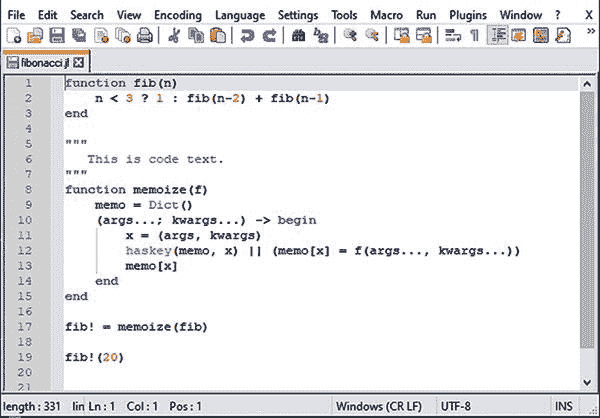 File Edit Search View Encoding Language Settings Tools Macro Run Plugins Window ? X
fibonacci.jl
1 function fib(n)
2     n < 3 ? 1 : fib(n-2) + fib(n-1)
3 end
4
5 """
6    This is code text.
7 """
8 function memoize(f)
9     memo = Dict()
10     (args...; kwargs...) -> begin
11         x = (args, kwargs)
12         haskey(memo, x) || (memo[x] = f(args..., kwargs...))
13         memo[x]
14     end
15 end
16
17 fib! = memoize(fib)
18
19 fib!(20)
20
21
length : 331 lin Ln : 1 Col : 1 Pos : 1 Windows (CR LF) UTF-8 INS